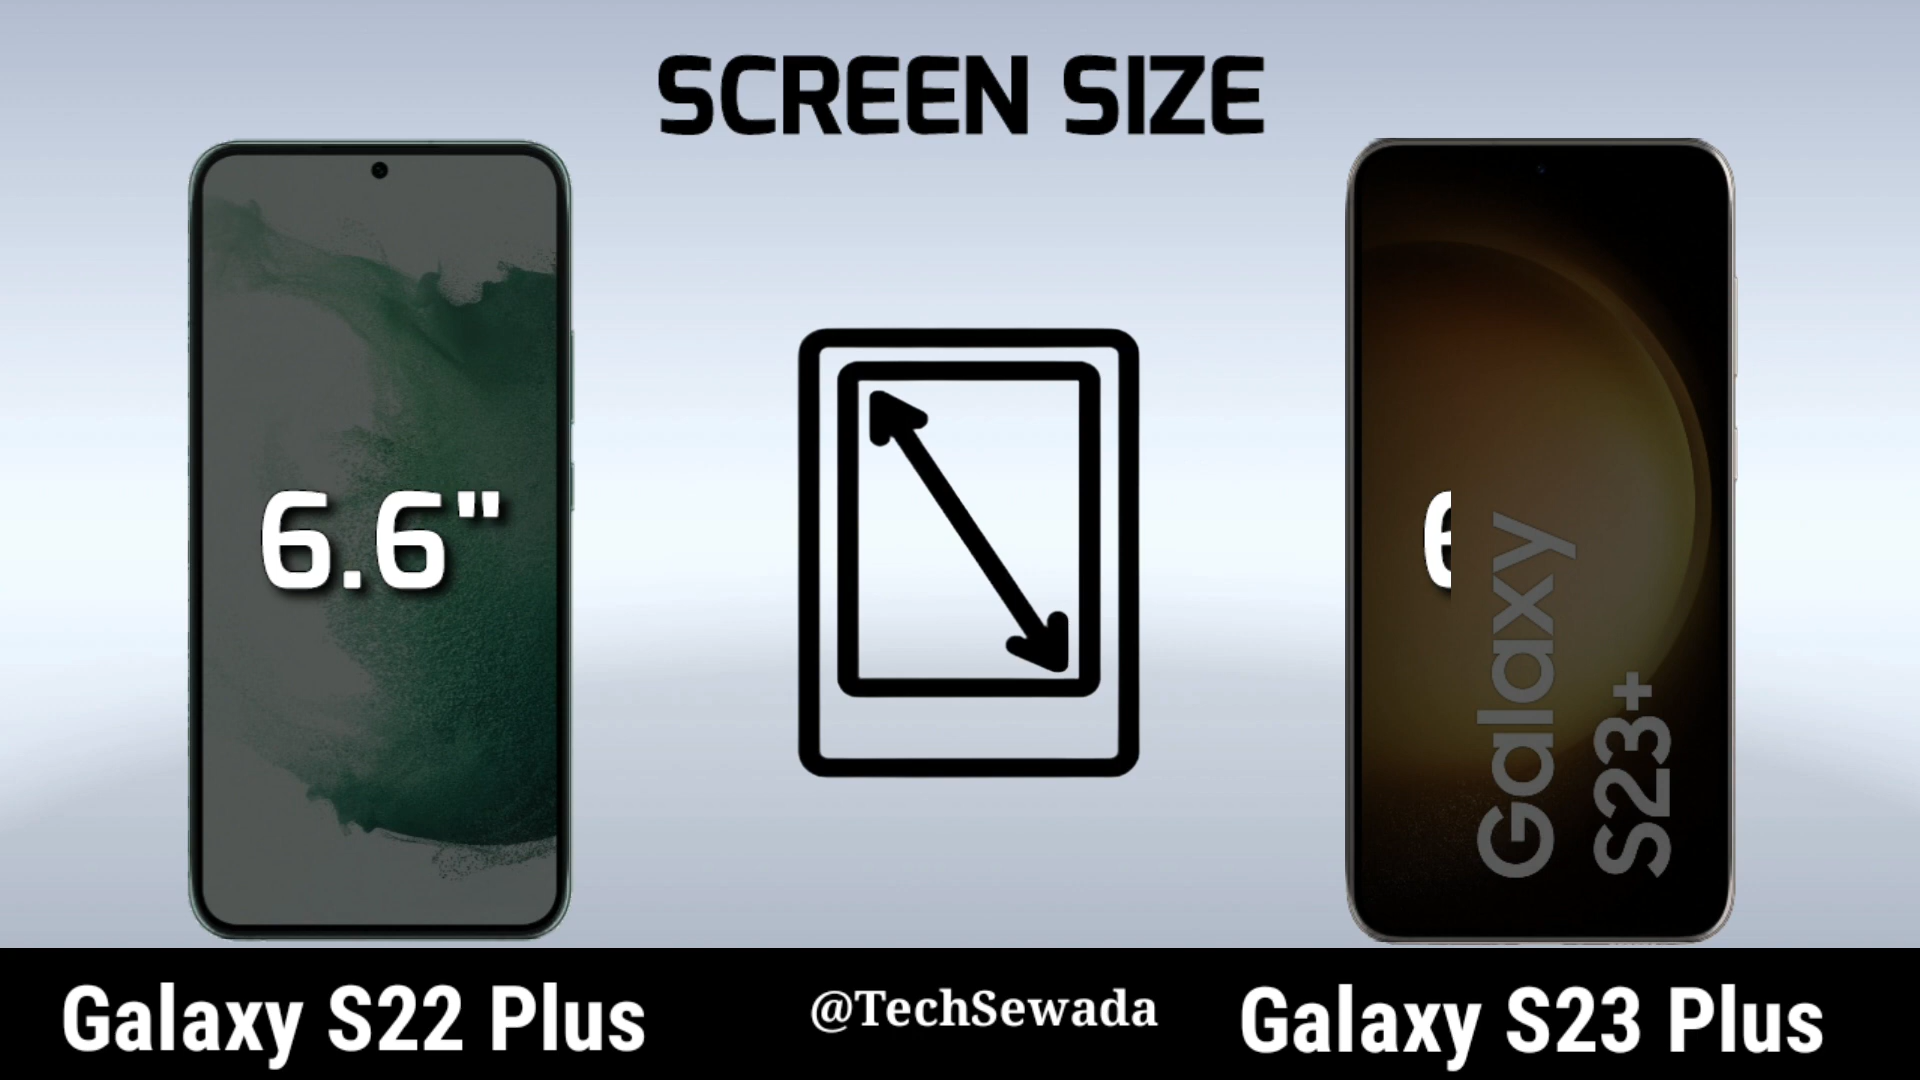 SCREEN SIZE
6.6"
Galaxy
S23+
Galaxy S22 Plus
@TechSewada
Galaxy S23 Plus